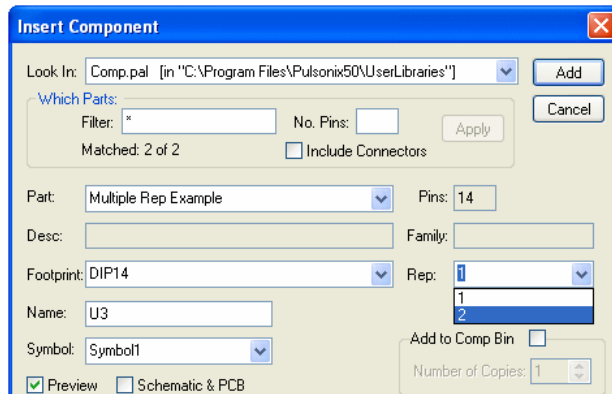 Insert Component
Look In: Comp.pal [in "C:\Program Files\Pulsonix50\UserLibraries"]
Add
Which Parts:
Cancel
Filter: * No. Pins: Apply
Matched: 2 of 2 Include Connectors
Part: Multiple Rep Example Pins: 14
Desc: Family:
Footprint: DIP14 Rep: 1
1
2
Name: U3
Add to Comp Bin
Symbol: Symbol1
Number of Copies: 1
Preview Schematic & PCB